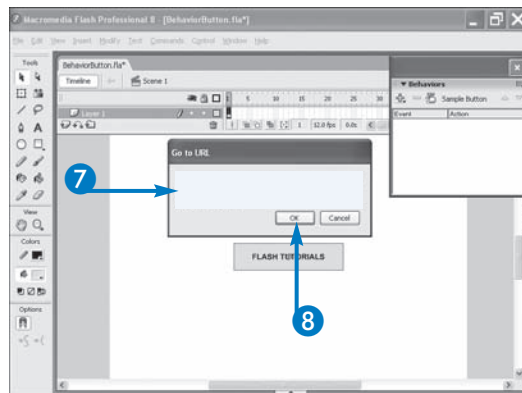 Macromedia Flash Professional 8 - [BehaviorButton.fla*]
File Edit View Insert Modify Text Commands Control Window Help
Tools
View
Colors
Options
BehaviorButton.fla*
Timeline Scene 1
5 10 15 20 25 30
Layer 1
1 12.0 fps 0.0s
Behaviors
Sample Button
Event Action
Go to URL
7
OK Cancel
FLASH TUTORIALS
8